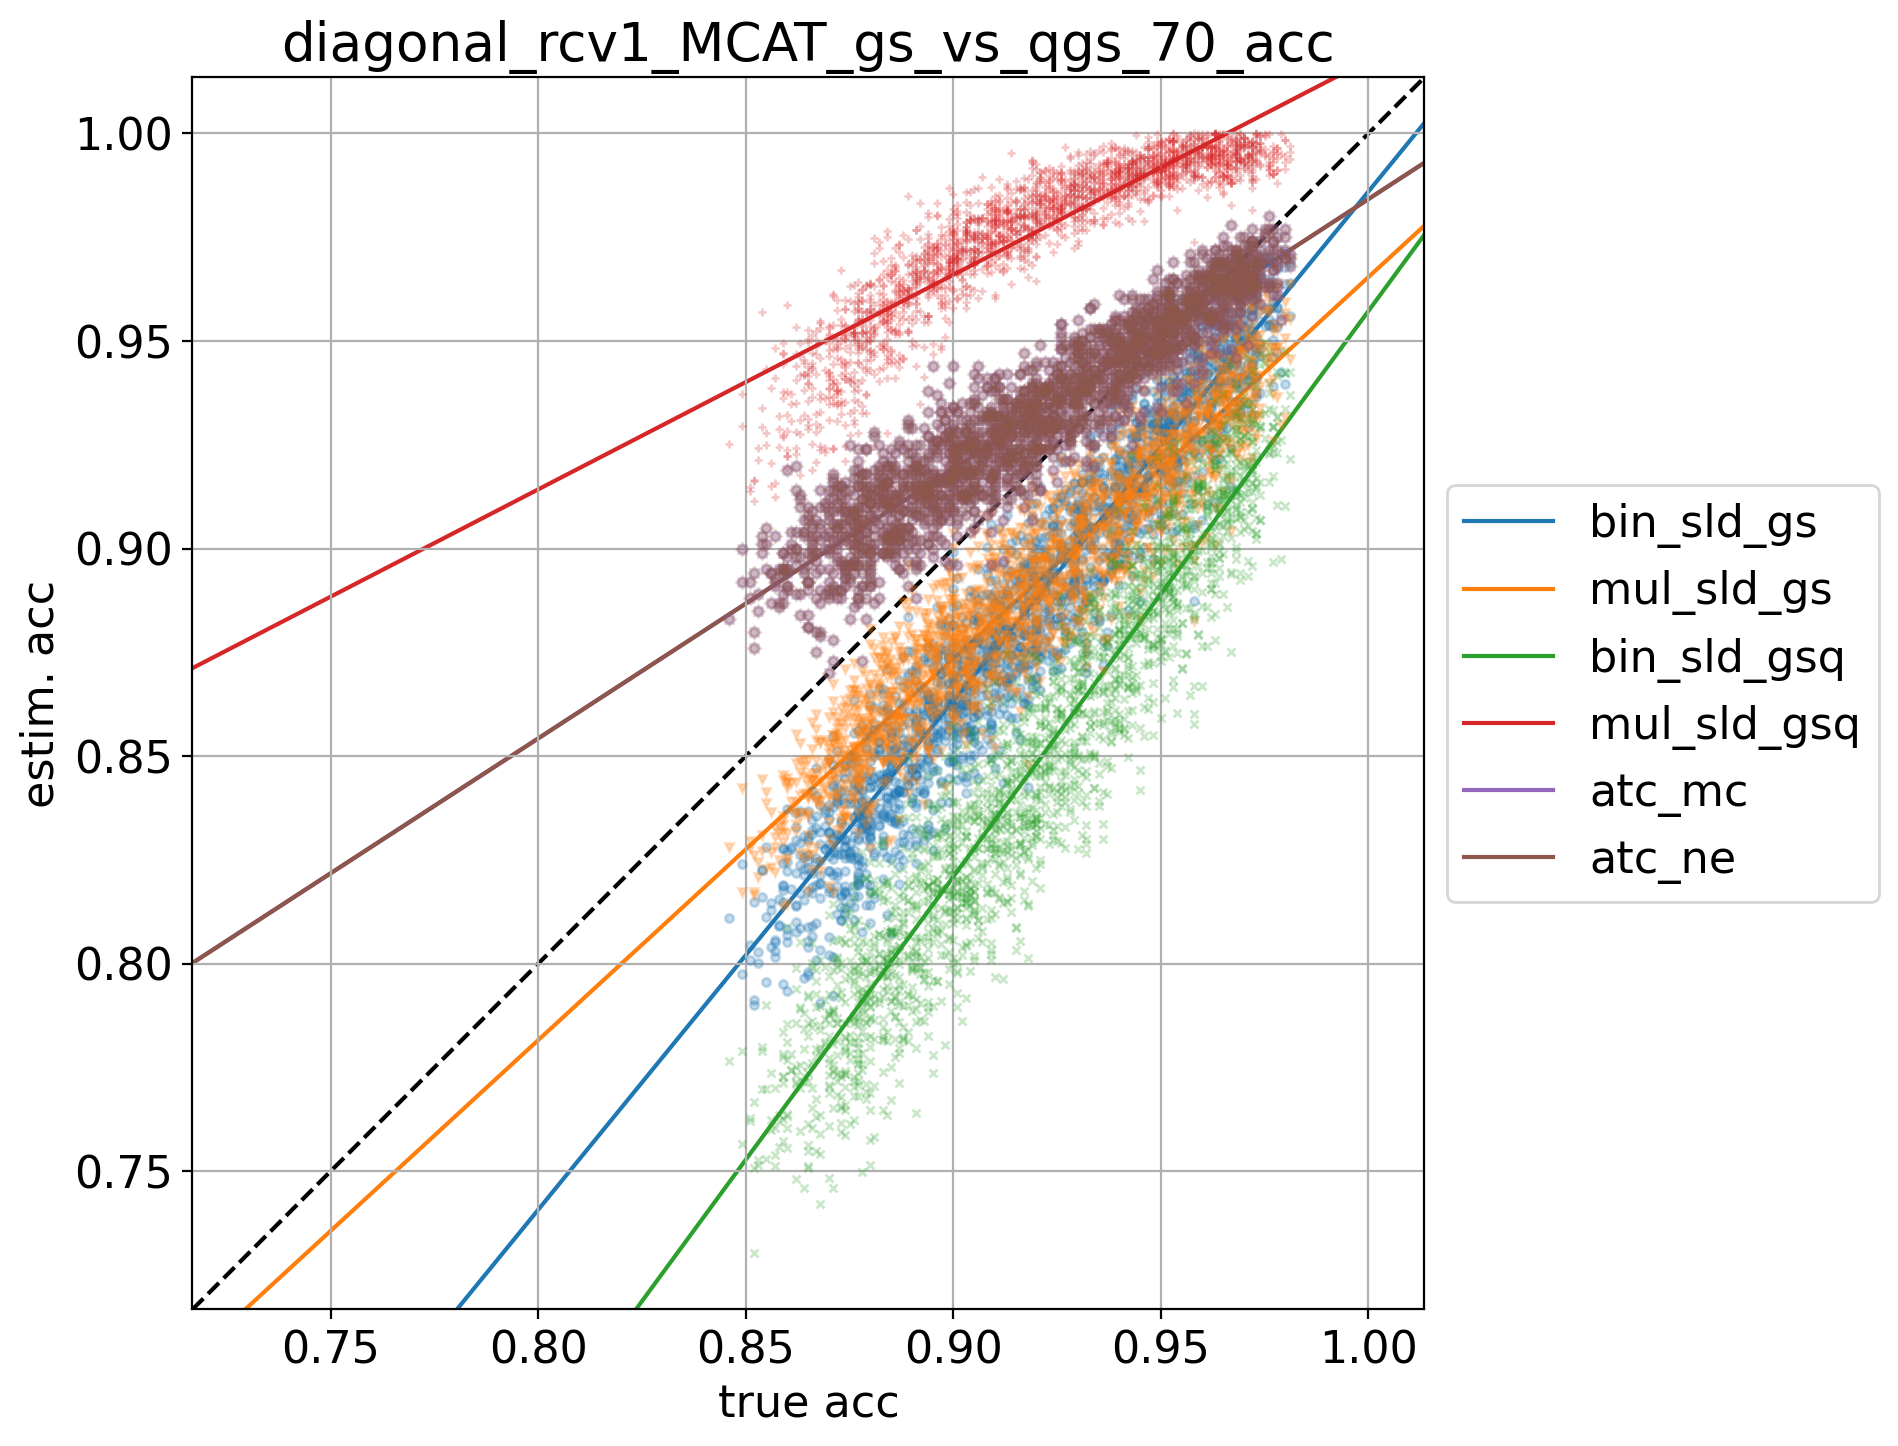 diagonal_rcv1_MCAT_gs_vs_qgs_70_acc
1.00
0.95
0.90
0.85
0.80
0.75
estim. acc
0.75 0.80 0.85 0.90 0.95 1.00
true acc
bin_sld_gs
mul_sld_gs
bin_sld_gsq
mul_sld_gsq
atc_mc
atc_ne